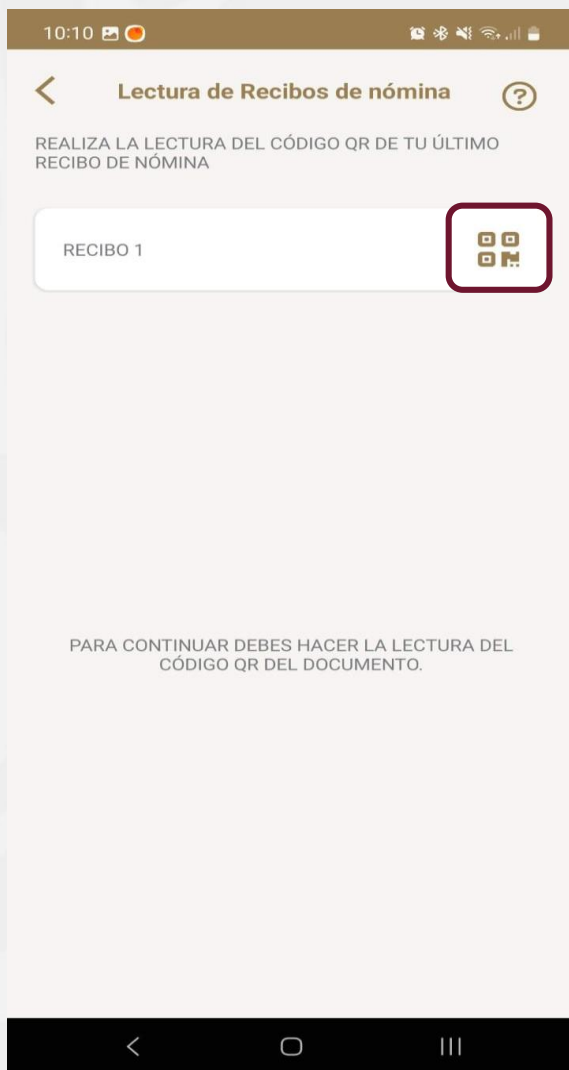 10:10
Lectura de Recibos de nómina
REALIZA LA LECTURA DEL CÓDIGO QR DE TU ÚLTIMO
RECIBO DE NÓMINA
RECIBO 1
PARA CONTINUAR DEBES HACER LA LECTURA DEL
CÓDIGO QR DEL DOCUMENTO.